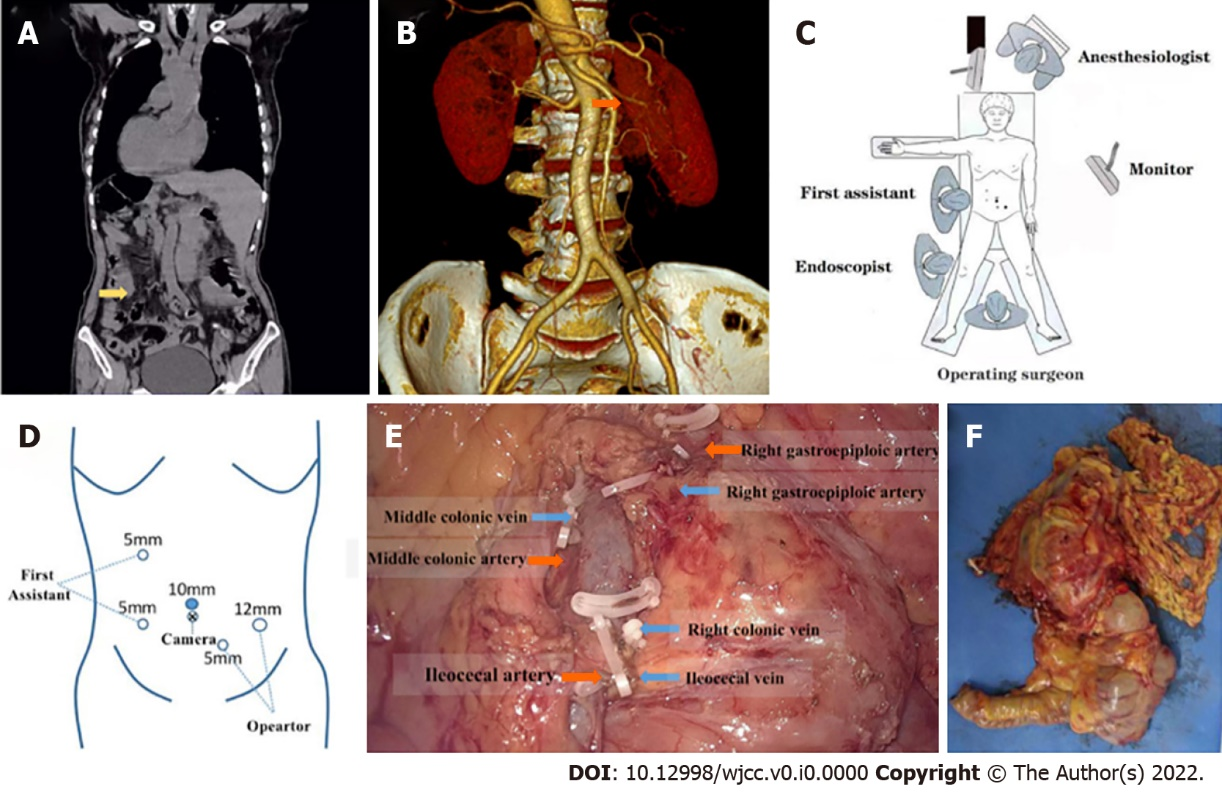 A
B
C
Anesthesiologist
Monitor
First assistant
Endoscopist
Operating surgeon
D
5mm
First
Assistant
10mm
5mm
12mm
Camera
5mm
Opeartor
E
Right gastroepiploic artery
Right gastroepiploic artery
Middle colonic vein
Middle colonic artery
Right colonic vein
Ileocecal artery
Ileocecal vein
F
DOI: 10.12998/wjcc.v0.i0.0000 Copyright © The Author(s) 2022.